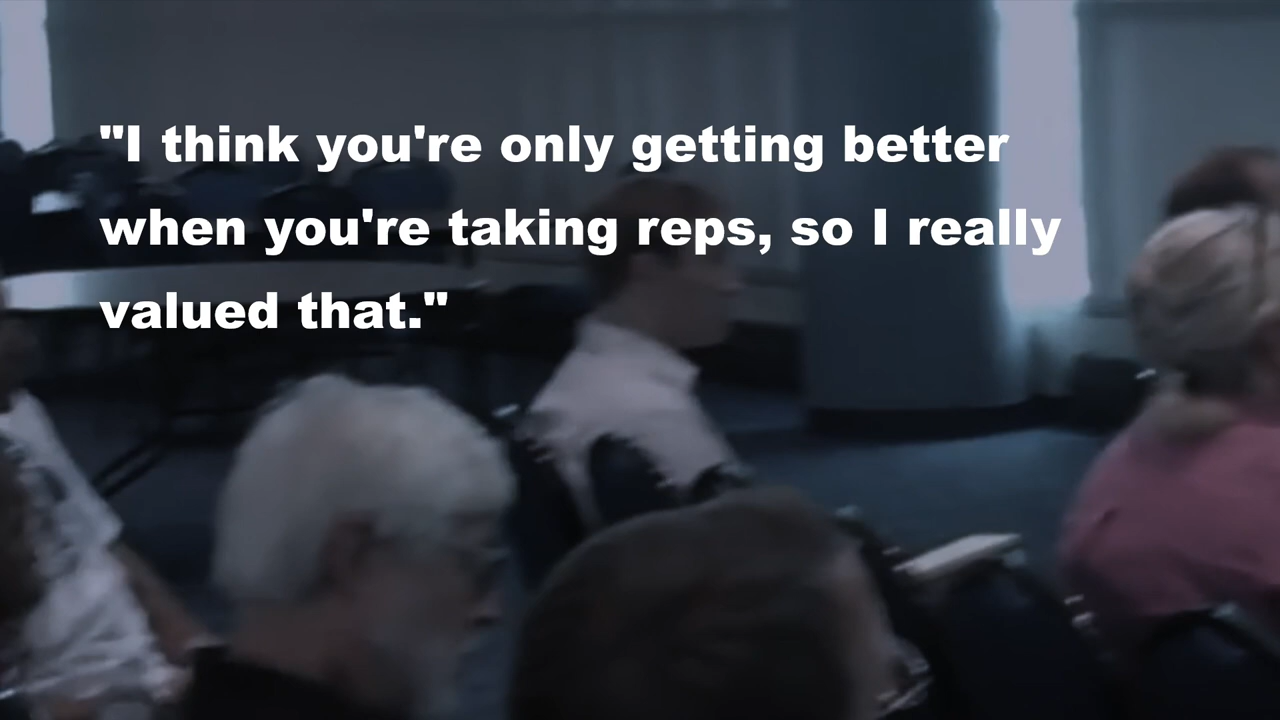 "I think you're only getting better
when you're taking reps, so I really
valued that."